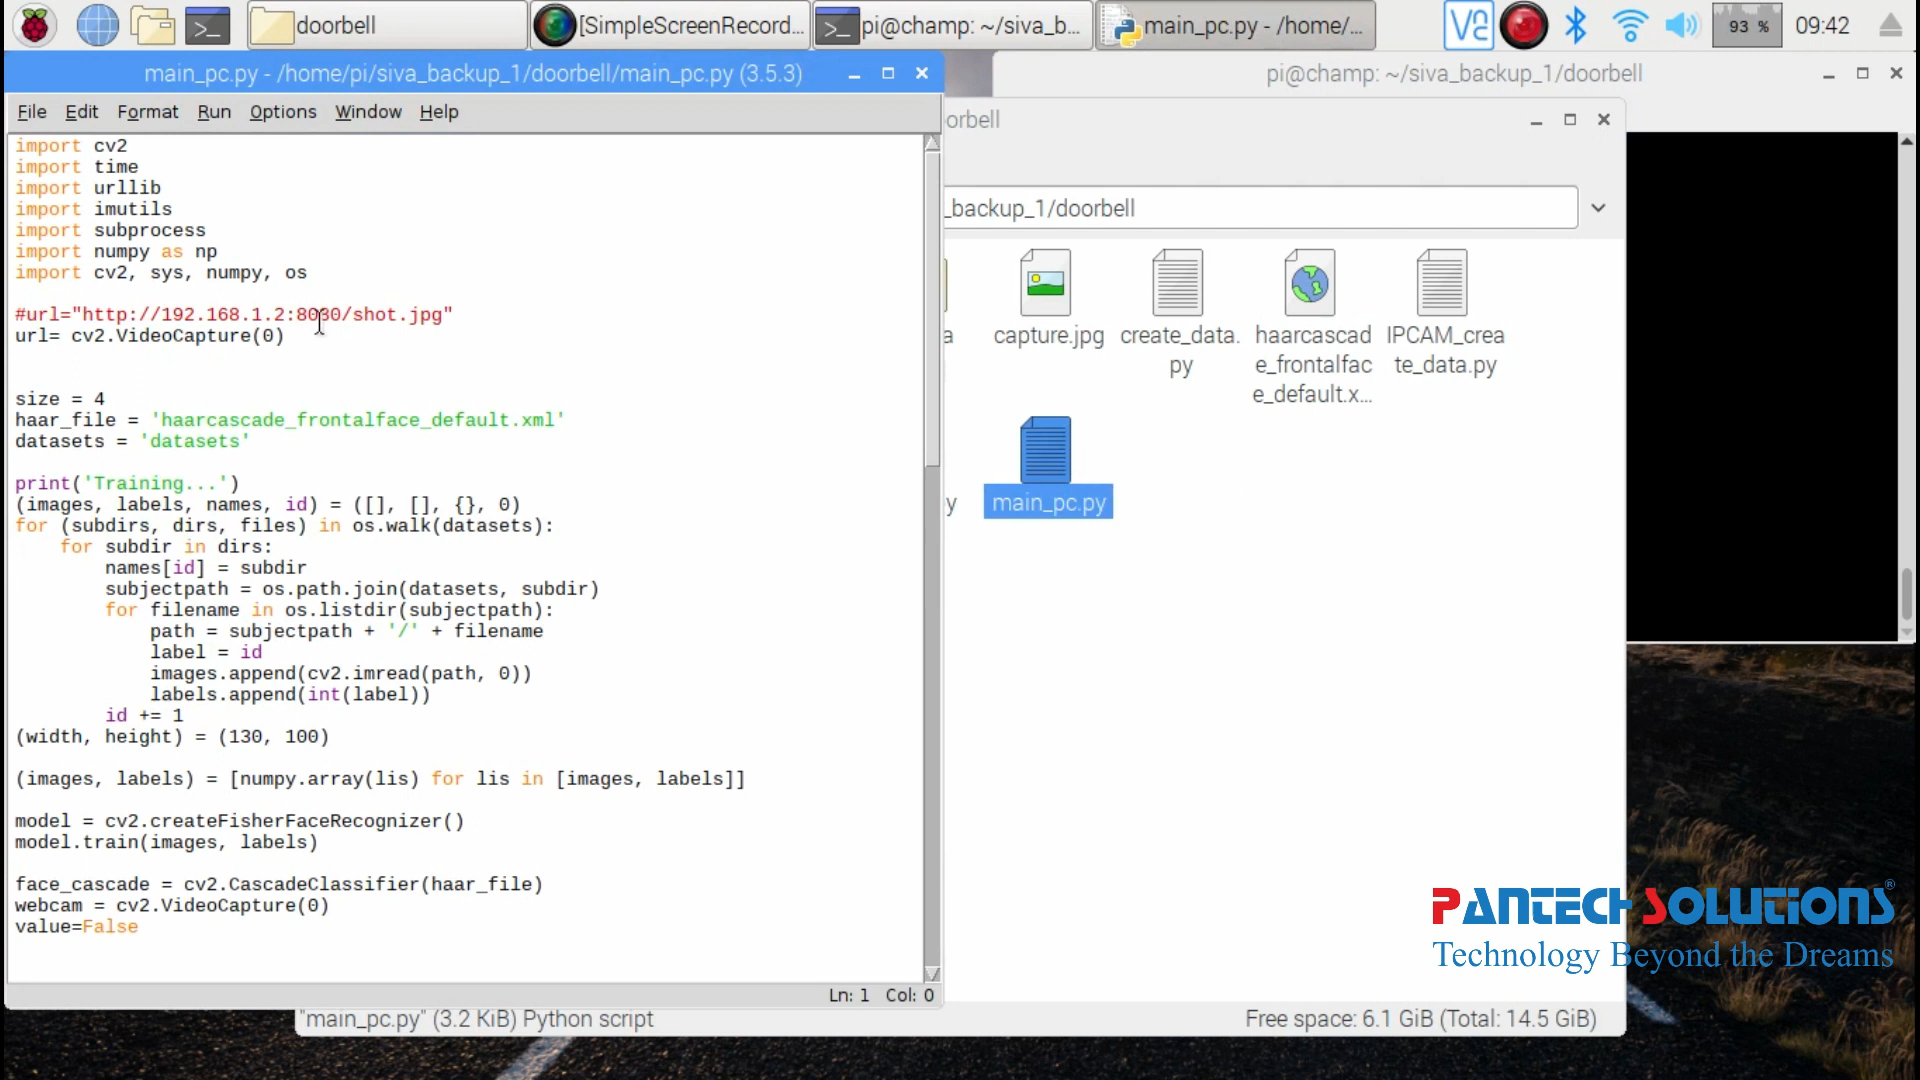 doorbell
[SimpleScreenRecord...
pi@champ: ~/siva_b...
main_pc.py - /home/...
93 %
09:42
main_pc.py - /home/pi/siva_backup_1/doorbell/main_pc.py (3.5.3)
pi@champ: ~/siva_backup_1/doorbell
File Edit Format Run Options Window Help
import cv2
import time
import urllib
import imutils
import subprocess
import numpy as np
import cv2, sys, numpy, os
#url="http://192.168.1.2:8080/shot.jpg"
url= cv2.VideoCapture(0)
size = 4
haar_file = 'haarcascade_frontalface_default.xml'
datasets = 'datasets'
print('Training...')
(images, labels, names, id) = ([], [], {}, 0)
for (subdirs, dirs, files) in os.walk(datasets):
    for subdir in dirs:
        names[id] = subdir
        subjectpath = os.path.join(datasets, subdir)
        for filename in os.listdir(subjectpath):
            path = subjectpath + '/' + filename
            label = id
            images.append(cv2.imread(path, 0))
            labels.append(int(label))
        id += 1
(width, height) = (130, 100)
(images, labels) = [numpy.array(lis) for lis in [images, labels]]
model = cv2.createFisherFaceRecognizer()
model.train(images, labels)
face_cascade = cv2.CascadeClassifier(haar_file)
webcam = cv2.VideoCapture(0)
value=False
Ln: 1 Col: 0
orbell
_backup_1/doorbell
a
capture.jpg
create_data.
py
haarcascad
e_frontalfac
e_default.x...
IPCAM_crea
te_data.py
y
main_pc.py
"main_pc.py" (3.2 KiB) Python script
Free space: 6.1 GiB (Total: 14.5 GiB)
PANTECH SOLUTIONS®
Technology Beyond the Dreams